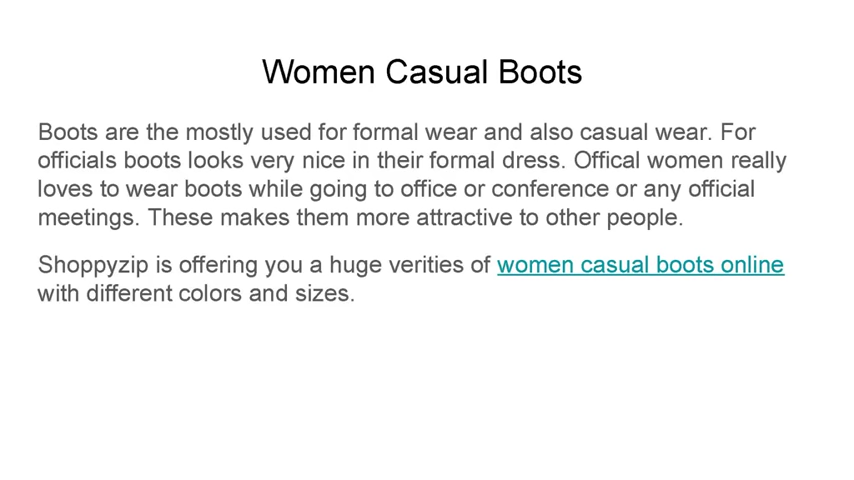 Women Casual Boots
Boots are the mostly used for formal wear and also casual wear. For
officials boots looks very nice in their formal dress. Offical women really
loves to wear boots while going to office or conference or any official
meetings. These makes them more attractive to other people.
Shoppyzip is offering you a huge verities of women casual boots online
with different colors and sizes.